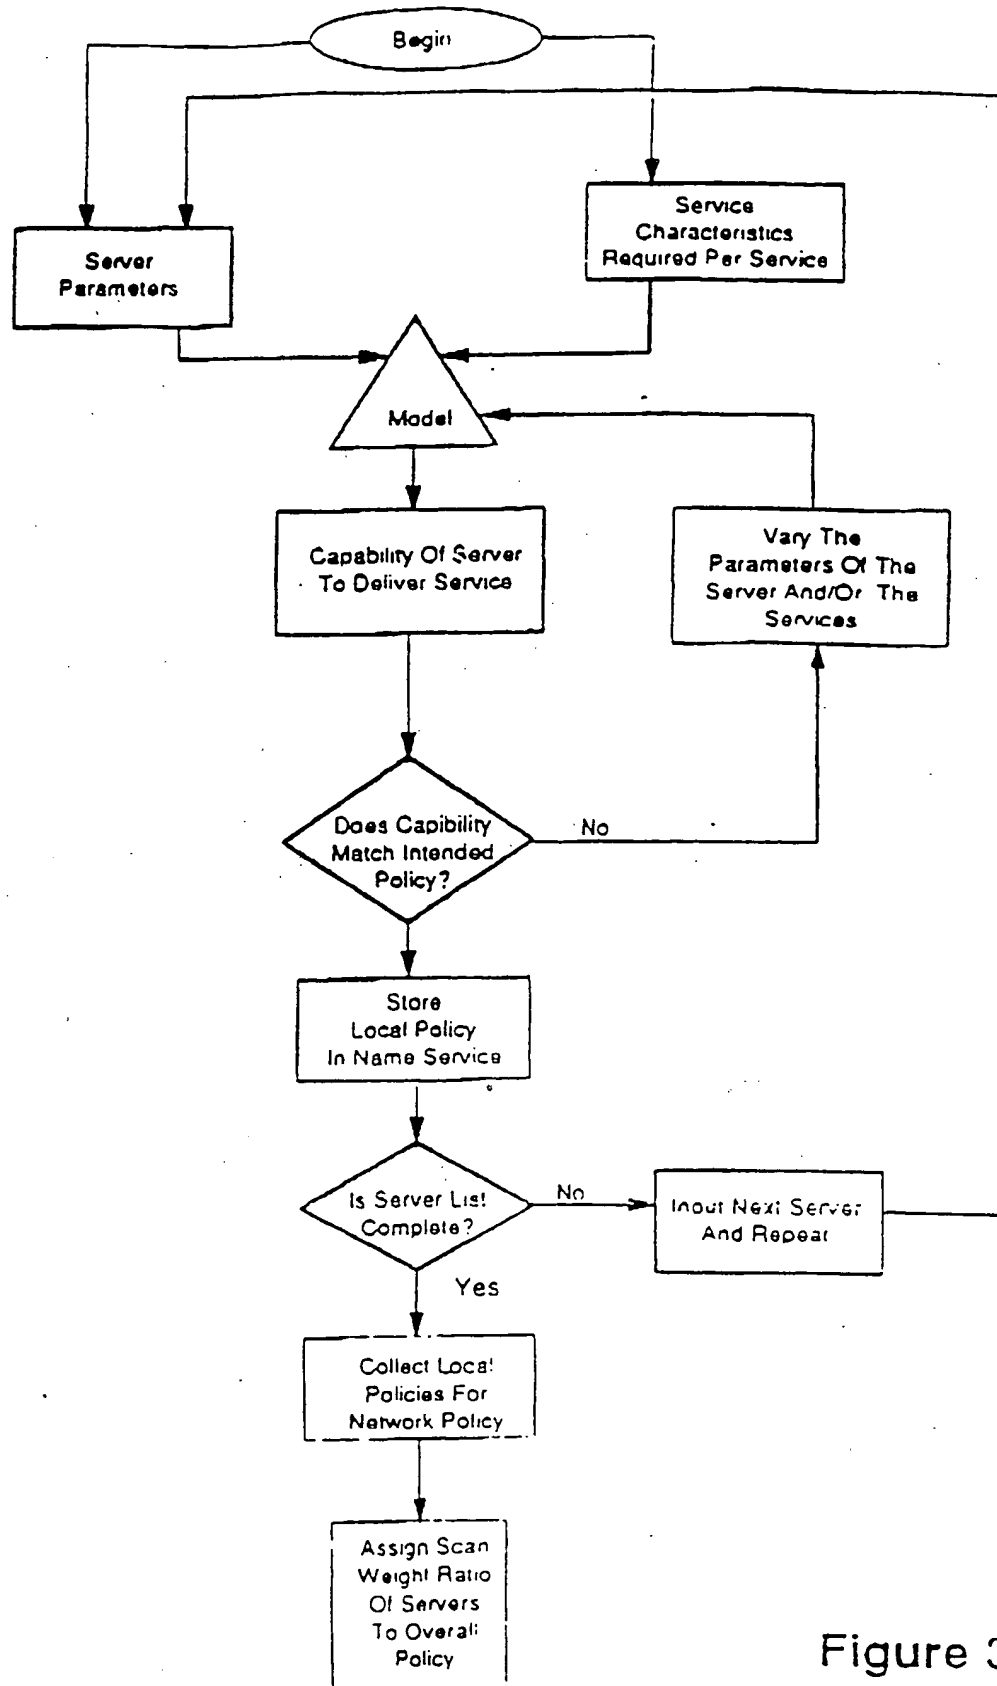 Begin
Service
Characteristics
Required Per Service
Server
Parameters
Model
Capability Of Server
To Deliver Service
Vary The
Parameters Of The
Server And/Or The
Services
Does Capibility
Match Intended
Policy?
No
Store
Local Policy
In Name Service
Is Server List
Complete?
No
Input Next Server
And Repeat
Yes
Collect Local
Policies For
Network Policy
Assign Scan
Weight Ratio
Of Servers
To Overall
Policy
Figure 3